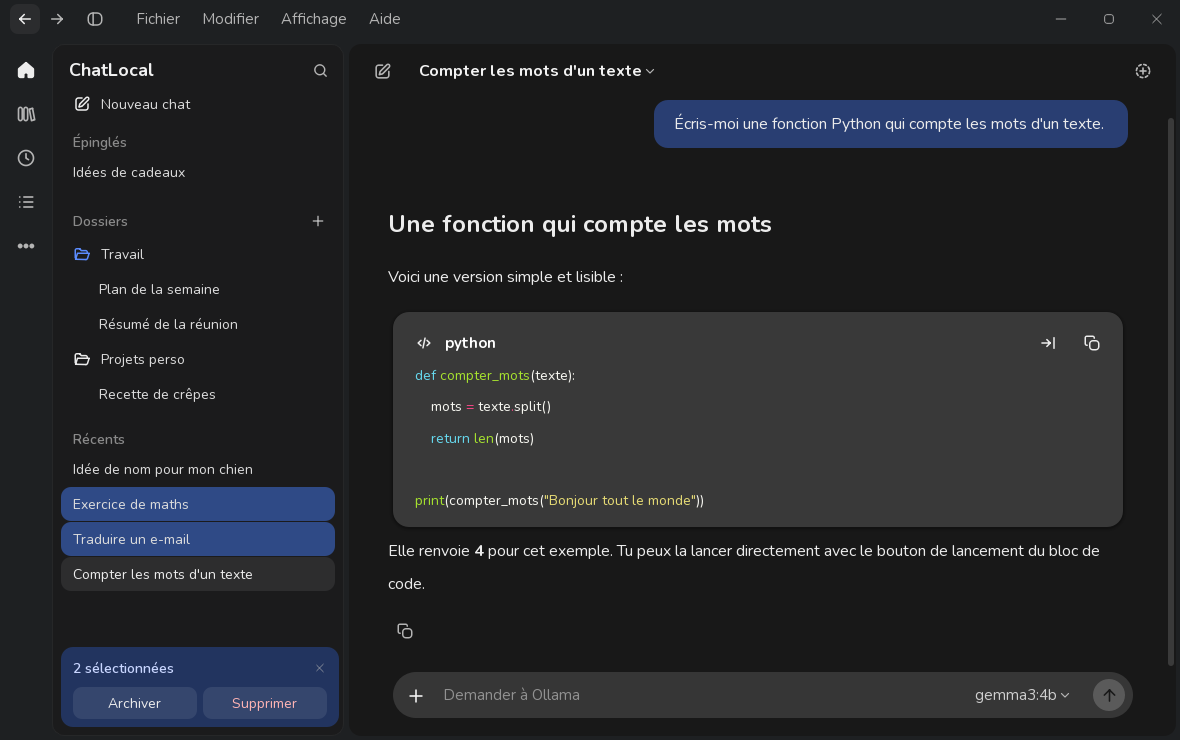 Fichier Modifier Affichage Aide
ChatLocal
Nouveau chat
Épinglés
Idées de cadeaux
Dossiers
Travail
Plan de la semaine
Résumé de la réunion
Projets perso
Recette de crêpes
Récents
Idée de nom pour mon chien
Exercice de maths
Traduire un e-mail
Compter les mots d'un texte
2 sélectionnées
Archiver Supprimer
Compter les mots d'un texte
Écris-moi une fonction Python qui compte les mots d'un texte.
Une fonction qui compte les mots
Voici une version simple et lisible :
python
def compter_mots(texte):
    mots = texte.split()
    return len(mots)
print(compter_mots("Bonjour tout le monde"))
Elle renvoie 4 pour cet exemple. Tu peux la lancer directement avec le bouton de lancement du bloc de
code.
Demander à Ollama
gemma3:4b